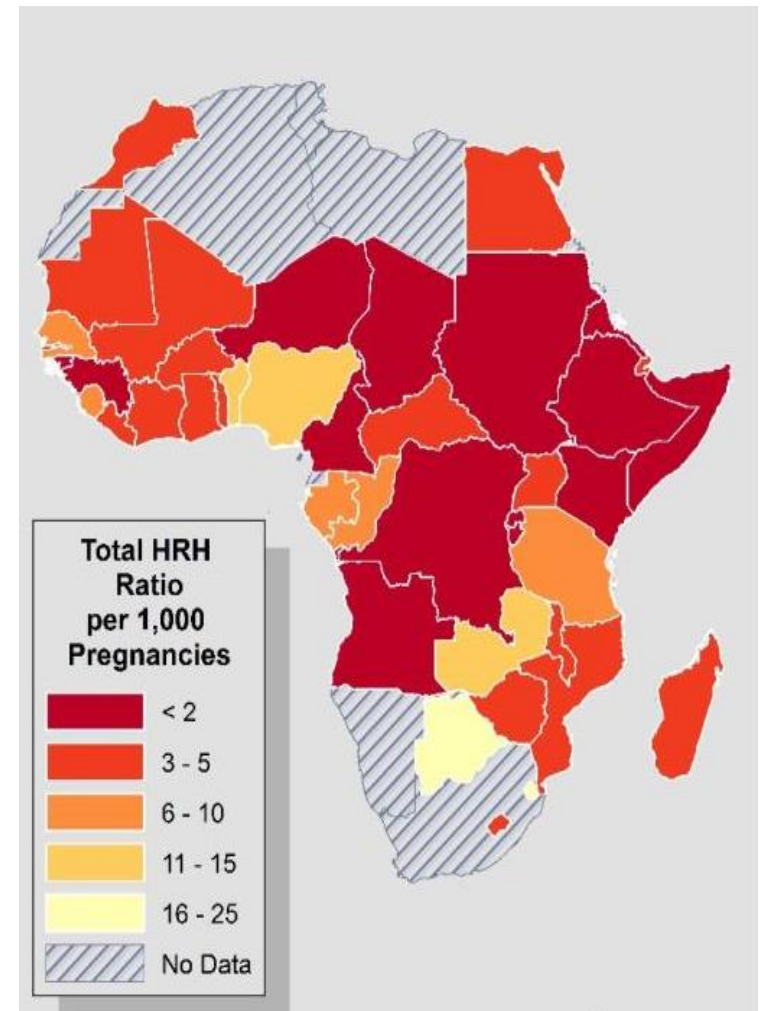 Total HRH
Ratio
per 1,000
Pregnancies
< 2
3 - 5
6 - 10
11 - 15
16 - 25
No Data